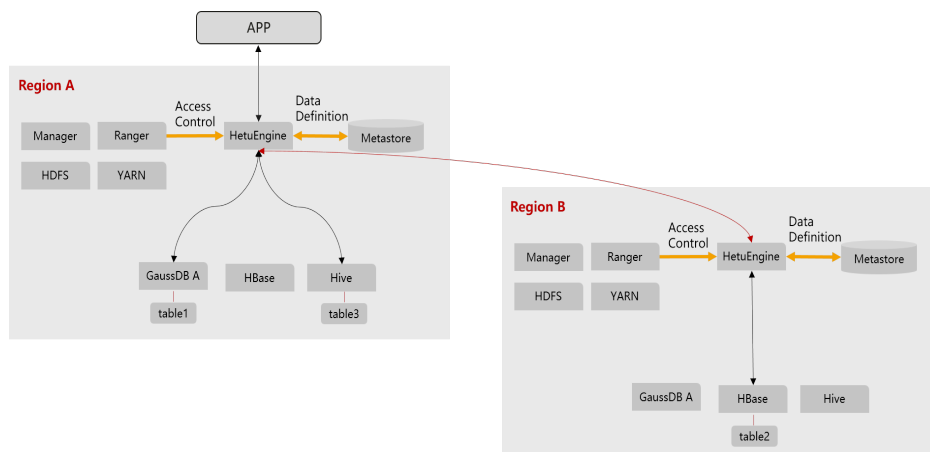 APP
Region A
Access
Control
Data
Definition
Manager
Ranger
HetuEngine
Metastore
HDFS
YARN
GaussDB A
HBase
Hive
table1
table3
Region B
Access
Control
Data
Definition
Manager
Ranger
HetuEngine
Metastore
HDFS
YARN
GaussDB A
HBase
Hive
table2